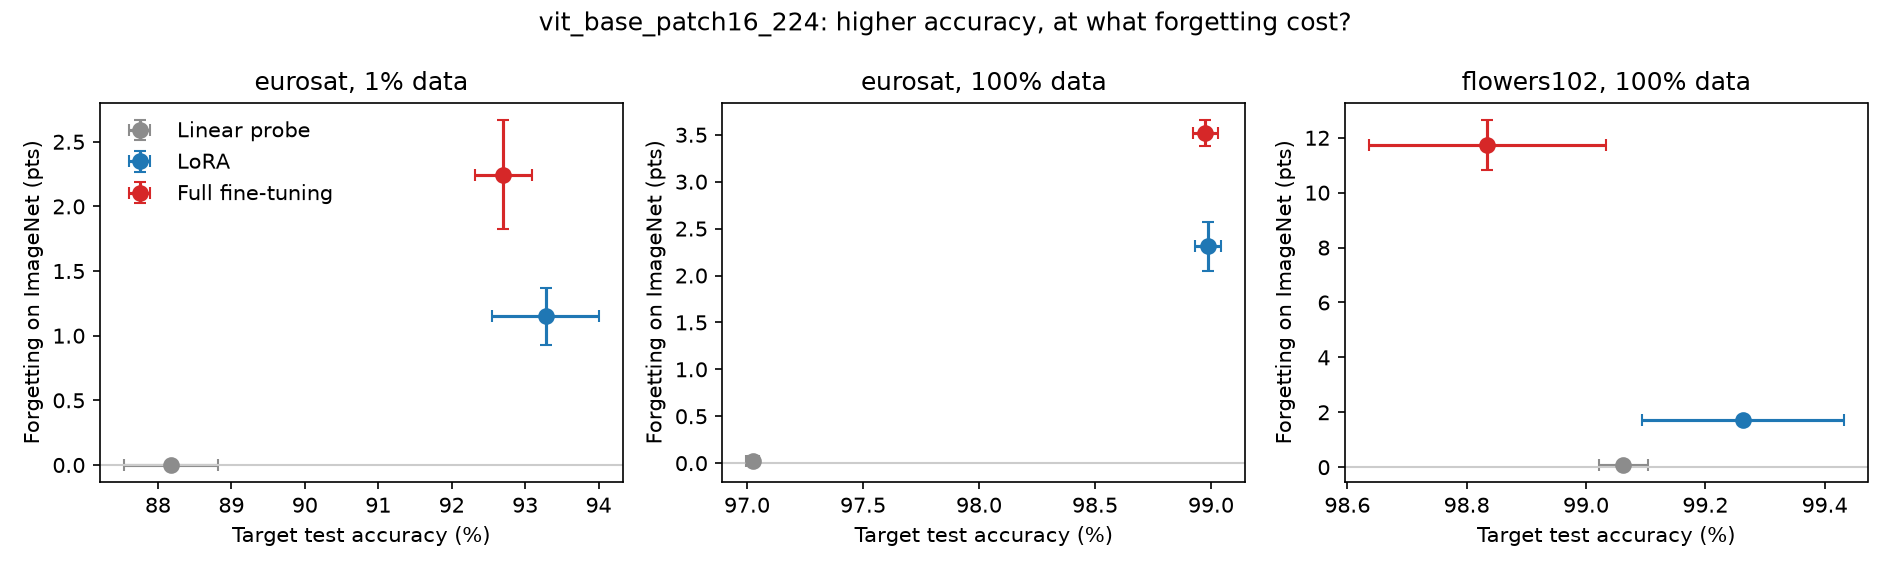 vit_base_patch16_224: higher accuracy, at what forgetting cost?
eurosat, 1% data
Forgetting on ImageNet (pts)
2.5
2.0
1.5
1.0
0.5
0.0
Linear probe
LoRA
Full fine-tuning
88 89 90 91 92 93 94
Target test accuracy (%)
eurosat, 100% data
Forgetting on ImageNet (pts)
3.5
3.0
2.5
2.0
1.5
1.0
0.5
0.0
97.0 97.5 98.0 98.5 99.0
Target test accuracy (%)
flowers102, 100% data
Forgetting on ImageNet (pts)
12
10
8
6
4
2
0
98.6 98.8 99.0 99.2 99.4
Target test accuracy (%)